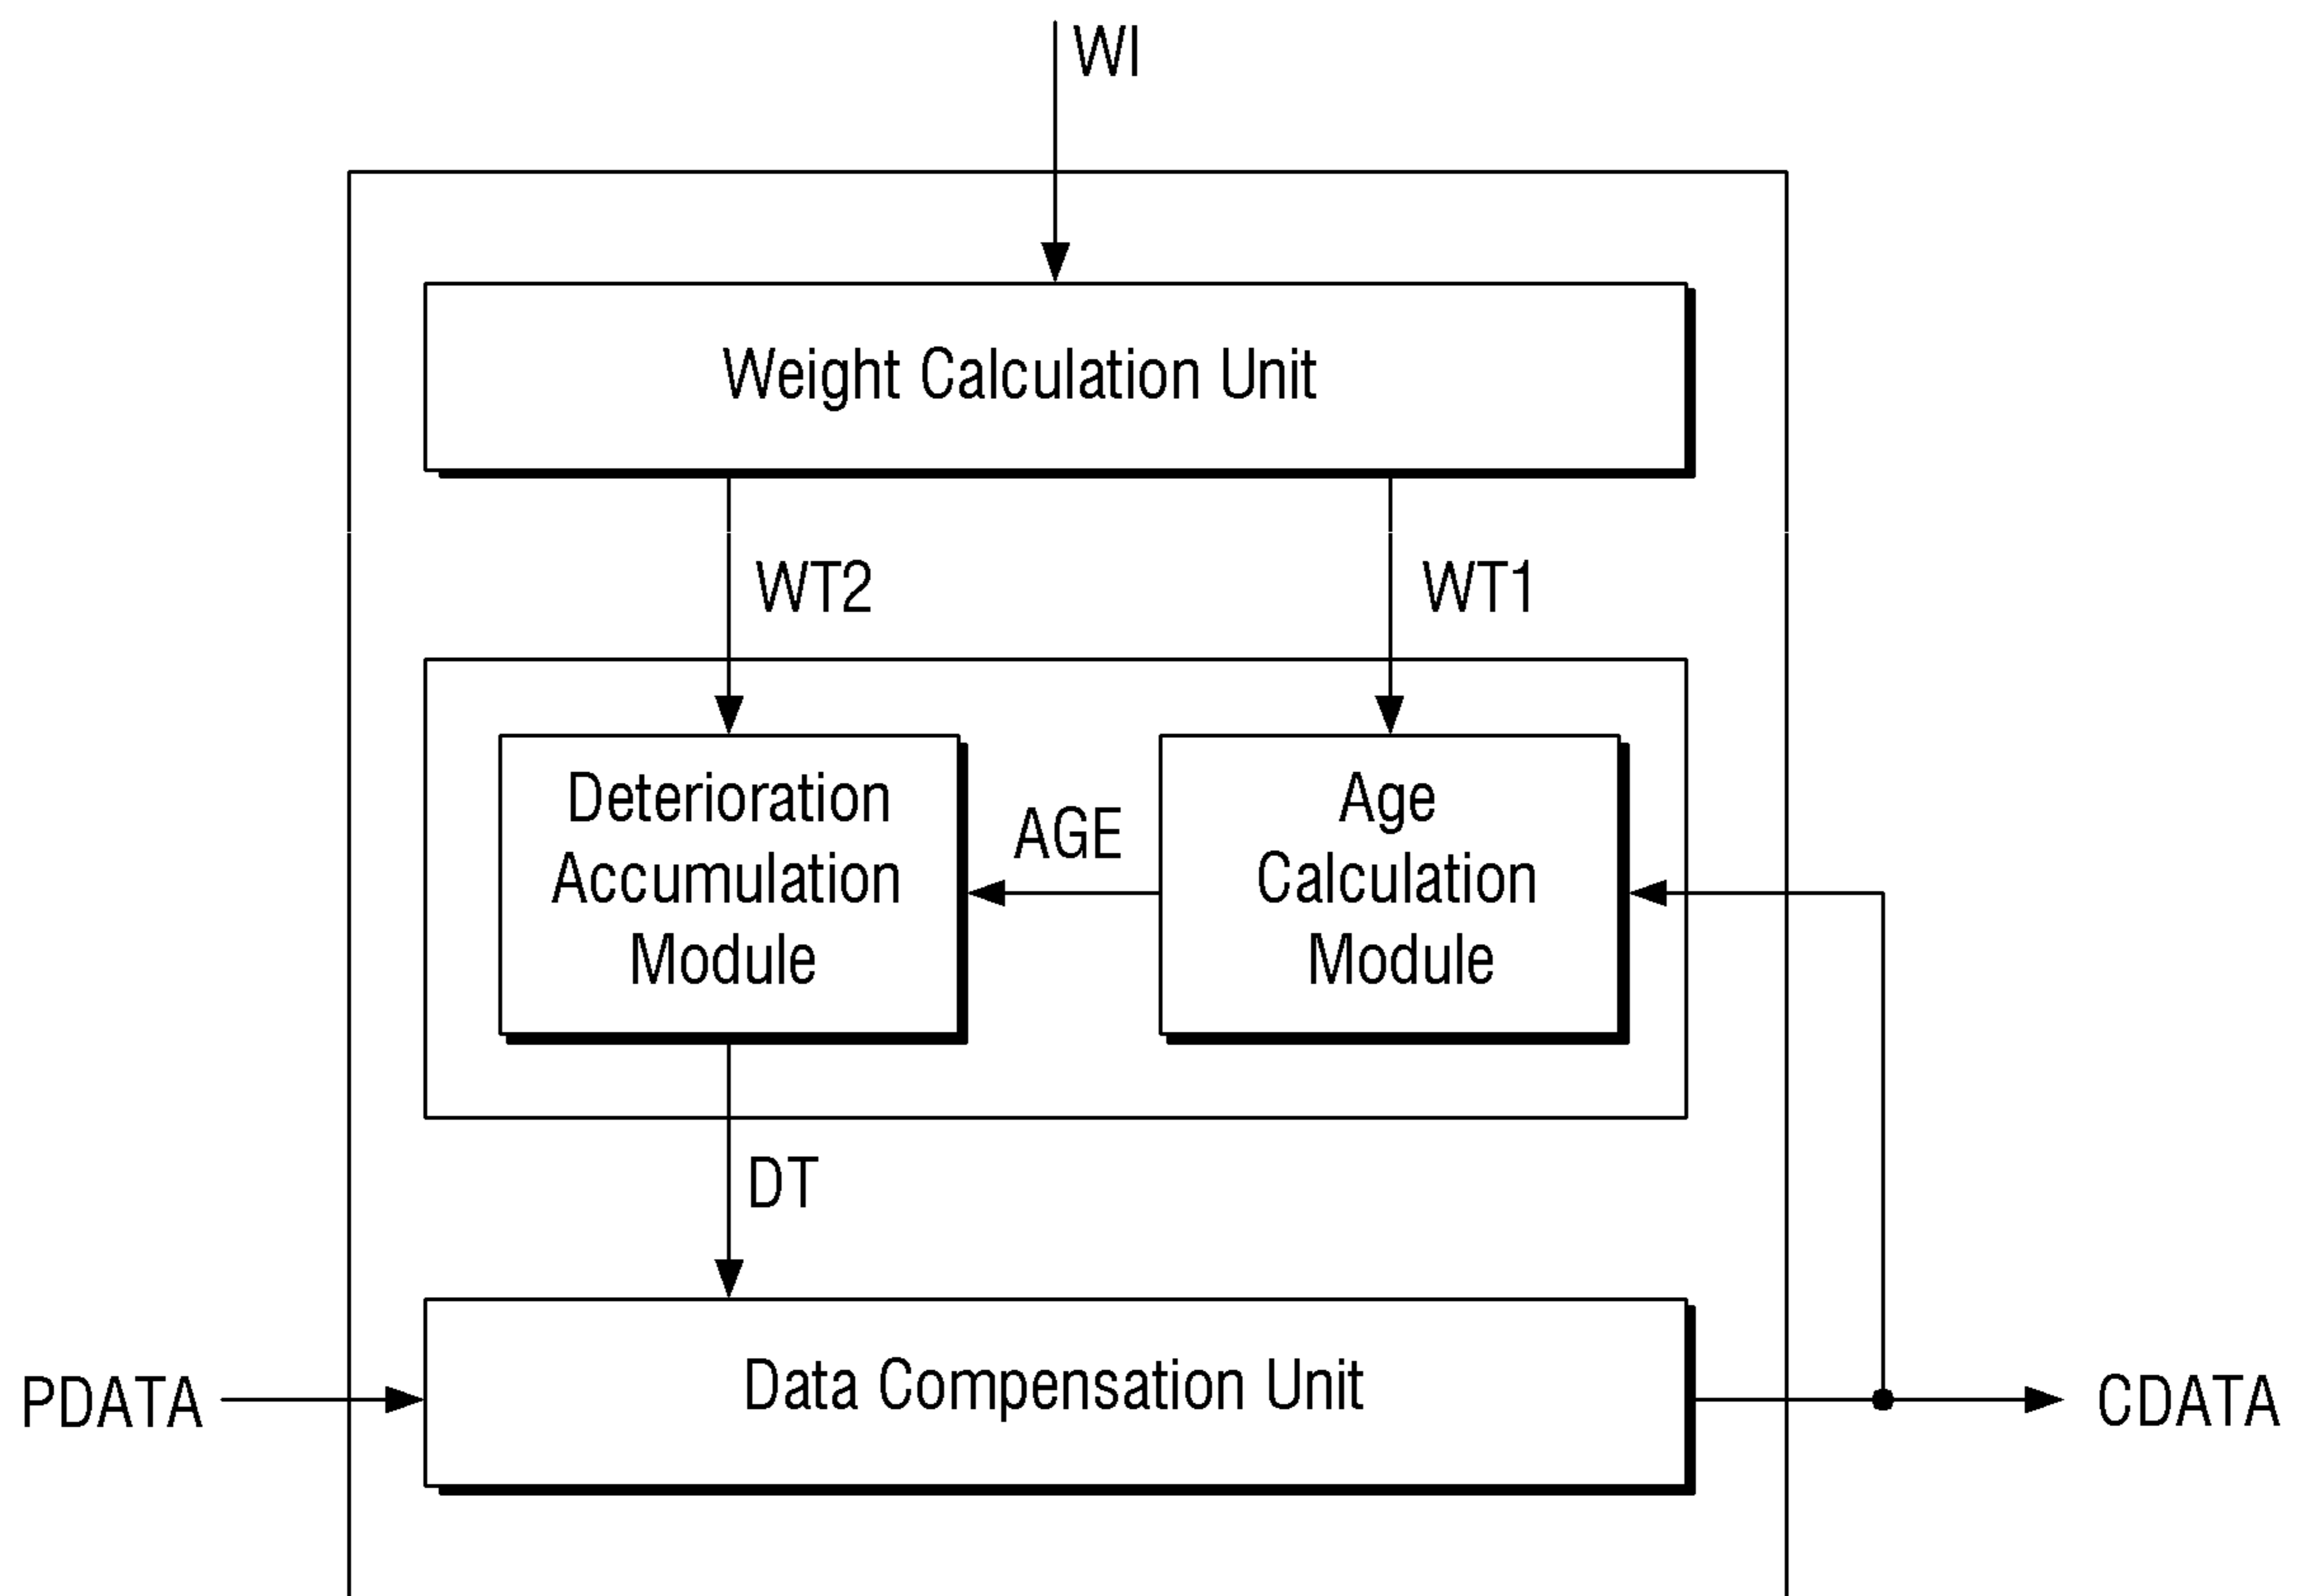 WI
Weight Calculation Unit
WT2
WT1
Deterioration
Accumulation
Module
AGE
Age
Calculation
Module
DT
PDATA
Data Compensation Unit
CDATA